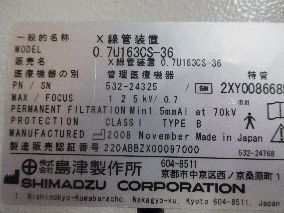 一般的名称 X線管装置
MODEL 0.7U163CS-36
販売名 X線管装置 0.7U163CS-36
医療機器の類別 管理医療機器 特管
PN / SN 532-24325 / SN 2XY008668
MAX / FOCUS 125kV / 0.7
PERMANENT FILTRATION Min1.5mmAl at 70kV
PROTECTION CLASS I TYPE B
Manufactured 2008 November Made in Japan
製造販売認証番号 220ABBZX00097000
532-24768
株式会社 島津製作所 604-8511
京都市中京区西ノ京桑原町1
SHIMADZU CORPORATION
1, Nishinokyo-Kuwabaracho, Nakagyo-ku, Kyoto 604-8511, Japan